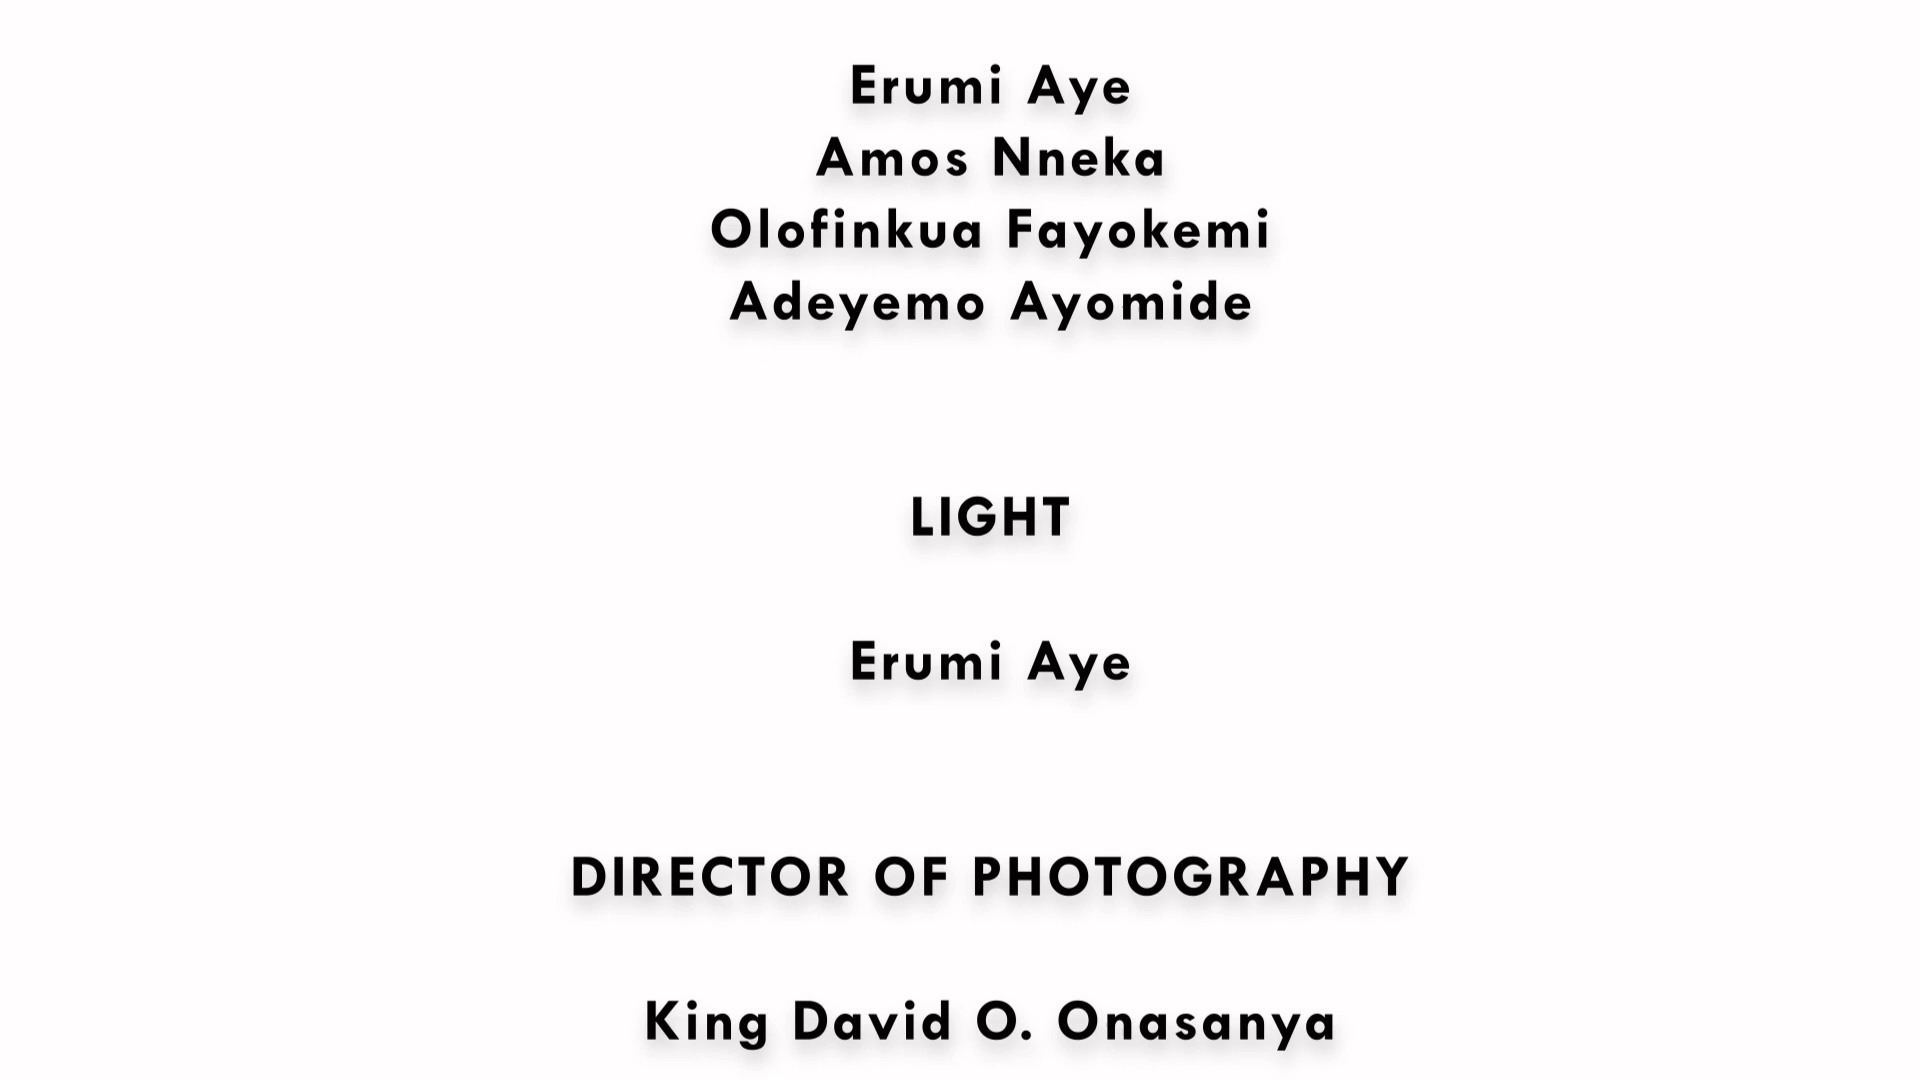 Erumi Aye
Amos Nneka
Olofinkua Fayokemi
Adeyemo Ayomide
LIGHT
Erumi Aye
DIRECTOR OF PHOTOGRAPHY
King David O. Onasanya